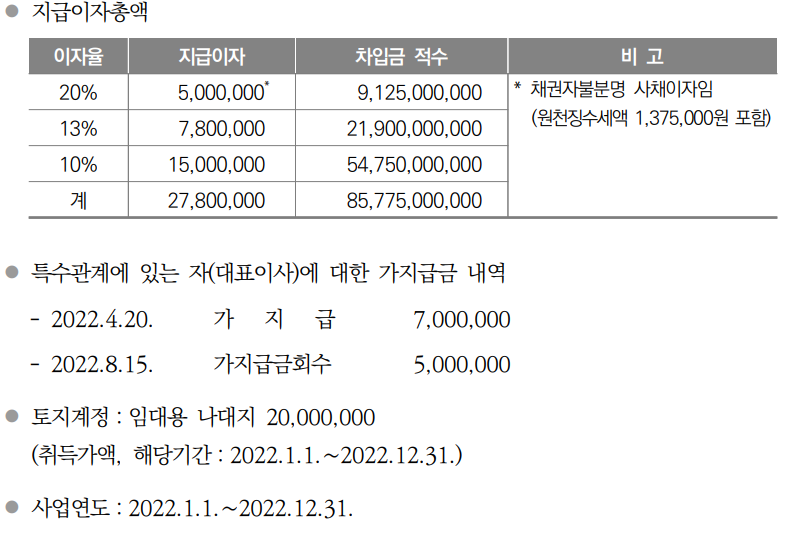 ● 지급이자총액
이자율 지급이자 차입금 적수 비 고
20% 5,000,000* 9,125,000,000 * 채권자불분명 사채이자임
(원천징수세액 1,375,000원 포함)
13% 7,800,000 21,900,000,000
10% 15,000,000 54,750,000,000
계 27,800,000 85,775,000,000
● 특수관계에 있는 자(대표이사)에 대한 가지급금 내역
- 2022.4.20. 가 지 급 7,000,000
- 2022.8.15. 가지급금회수 5,000,000
● 토지계정 : 임대용 나대지 20,000,000
(취득가액, 해당기간 : 2022.1.1.~2022.12.31.)
● 사업연도 : 2022.1.1.~2022.12.31.